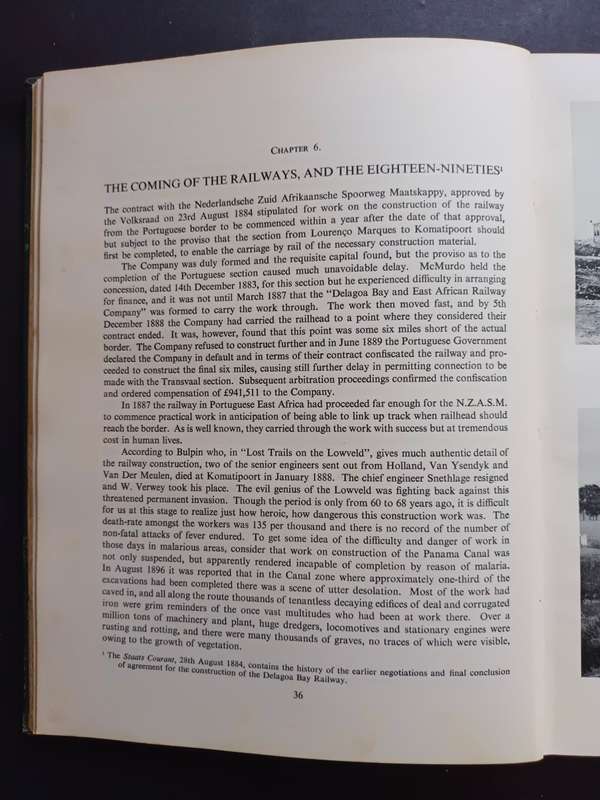 CHAPTER 6.
THE COMING OF THE RAILWAYS, AND THE EIGHTEEN-NINETIES¹
The contract with the Nederlandsche Zuid Afrikaansche Spoorweg Maatskappy, approved by
the Volksraad on 23rd August 1884 stipulated for work on the construction of the railway
from the Portuguese border to be commenced within a year after the date of that approval,
but subject to the proviso that the section from Lourenço Marques to Komatipoort should
first be completed, to enable the carriage by rail of the necessary construction material.
The Company was duly formed and the requisite capital found, but the proviso as to the
completion of the Portuguese section caused much unavoidable delay. McMurdo held the
concession, dated 14th December 1883, for this section but he experienced difficulty in arranging
for finance, and it was not until March 1887 that the "Delagoa Bay and East African Railway
Company" was formed to carry the work through. The work then moved fast, and by 5th
December 1888 the Company had carried the railhead to a point where they considered their
contract ended. It was, however, found that this point was some six miles short of the actual
border. The Company refused to construct further and in June 1889 the Portuguese Government
declared the Company in default and in terms of their contract confiscated the railway and pro-
ceeded to construct the final six miles, causing still further delay in permitting connection to be
made with the Transvaal section. Subsequent arbitration proceedings confirmed the confiscation
and ordered compensation of £941,511 to the Company.
In 1887 the railway in Portuguese East Africa had proceeded far enough for the N.Z.A.S.M.
to commence practical work in anticipation of being able to link up track when railhead should
reach the border. As is well known, they carried through the work with success but at tremendous
cost in human lives.
According to Bulpin who, in "Lost Trails on the Lowveld", gives much authentic detail of
the railway construction, two of the senior engineers sent out from Holland, Van Ysendyk and
Van Der Meulen, died at Komatipoort in January 1888. The chief engineer Snethlage resigned
and W. Verwey took his place. The evil genius of the Lowveld was fighting back against this
threatened permanent invasion. Though the period is only from 60 to 68 years ago, it is difficult
for us at this stage to realize just how heroic, how dangerous this construction work was. The
death-rate amongst the workers was 135 per thousand and there is no record of the number of
non-fatal attacks of fever endured. To get some idea of the difficulty and danger of work in
those days in malarious areas, consider that work on construction of the Panama Canal was
not only suspended, but apparently rendered incapable of completion by reason of malaria.
In August 1896 it was reported that in the Canal zone where approximately one-third of the
excavations had been completed there was a scene of utter desolation. Most of the work had
caved in, and all along the route thousands of tenantless decaying edifices of deal and corrugated
iron were grim reminders of the once vast multitudes who had been at work there. Over a
million tons of machinery and plant, huge dredgers, locomotives and stationary engines were
rusting and rotting, and there were many thousands of graves, no traces of which were visible,
owing to the growth of vegetation.
¹ The Staats Courant, 28th August 1884, contains the history of the earlier negotiations and final conclusion
of agreement for the construction of the Delagoa Bay Railway.
36